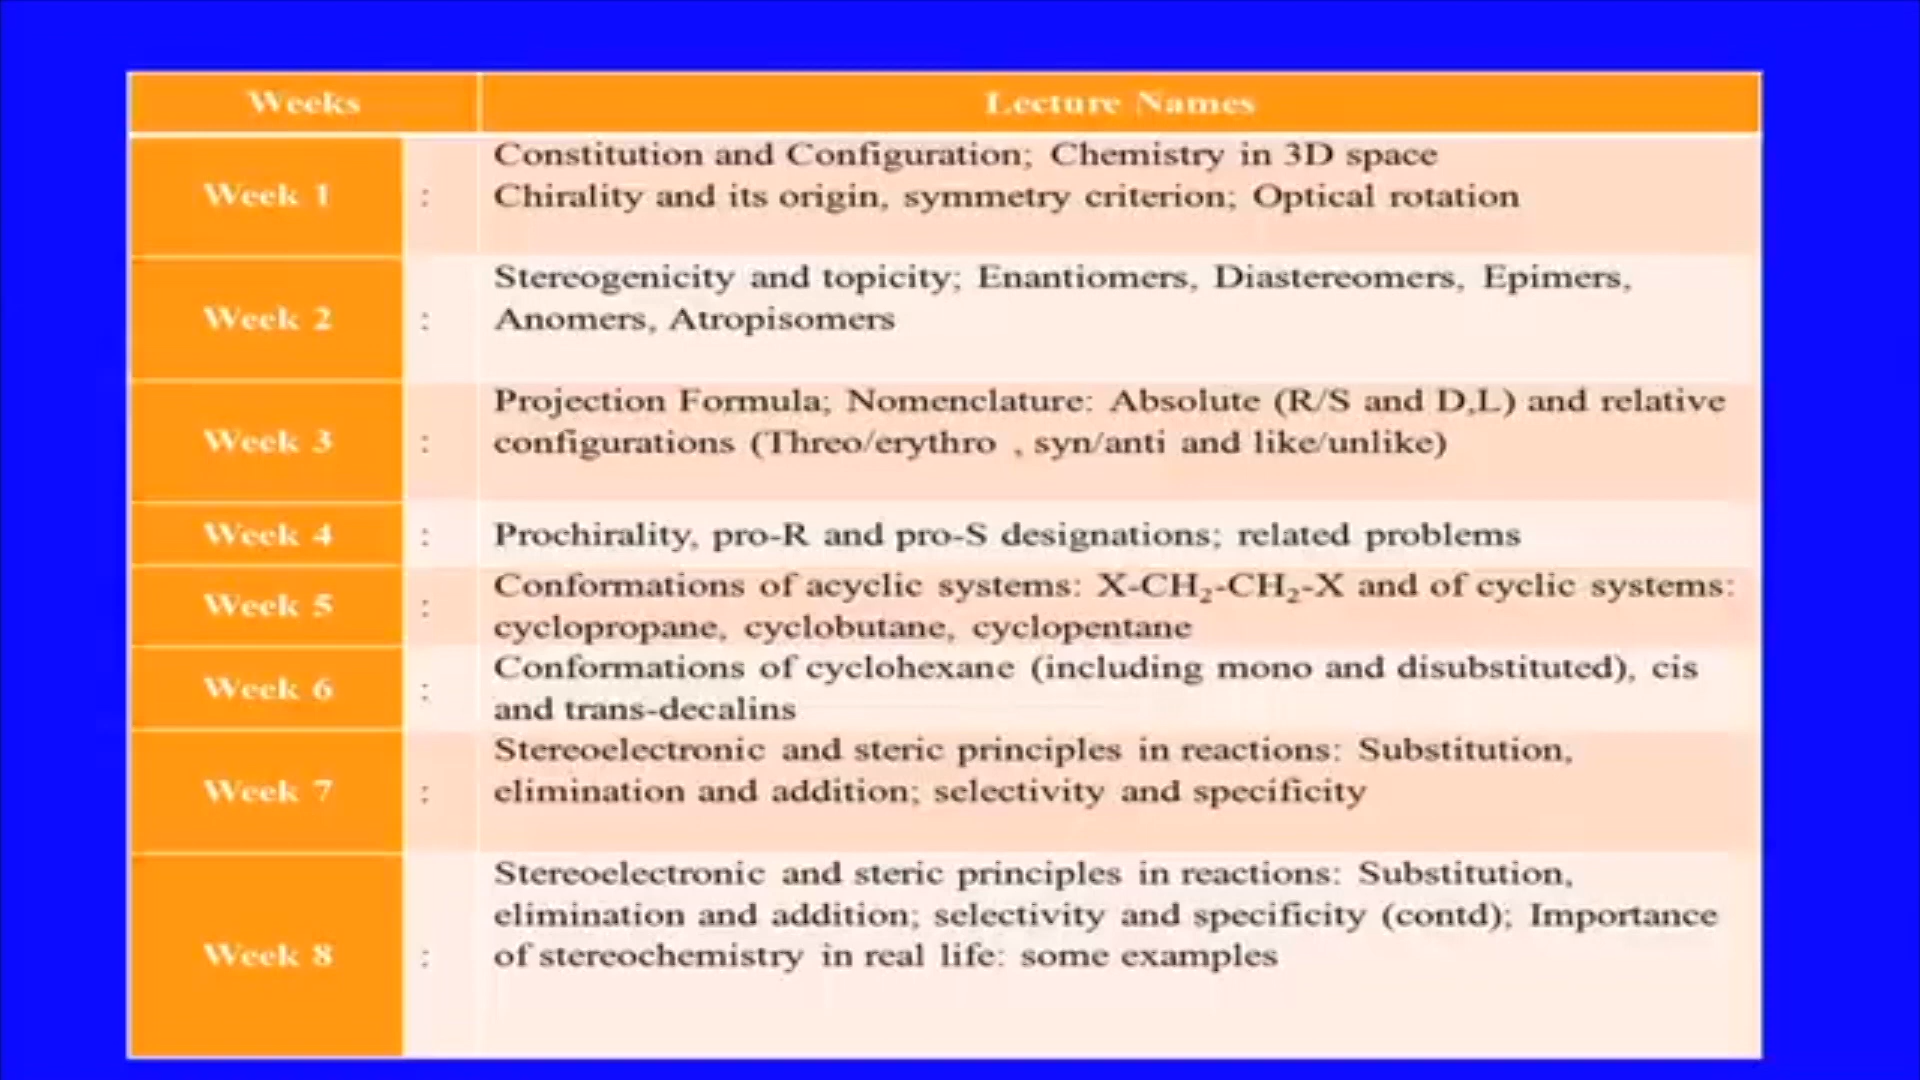 Weeks Lecture Names
Constitution and Configuration; Chemistry in 3D space
Week 1 : Chirality and its origin, symmetry criterion; Optical rotation
Stereogenicity and topicity; Enantiomers, Diastereomers, Epimers,
Week 2 : Anomers, Atropisomers
Projection Formula; Nomenclature: Absolute (R/S and D,L) and relative
Week 3 : configurations (Threo/erythro , syn/anti and like/unlike)
Week 4 : Prochirality, pro-R and pro-S designations; related problems
Week 5 : Conformations of acyclic systems: X-CH₂-CH₂-X and of cyclic systems:
cyclopropane, cyclobutane, cyclopentane
Week 6 : Conformations of cyclohexane (including mono and disubstituted), cis
and trans-decalins
Stereoelectronic and steric principles in reactions: Substitution,
Week 7 : elimination and addition; selectivity and specificity
Stereoelectronic and steric principles in reactions: Substitution,
elimination and addition; selectivity and specificity (contd); Importance
Week 8 : of stereochemistry in real life: some examples